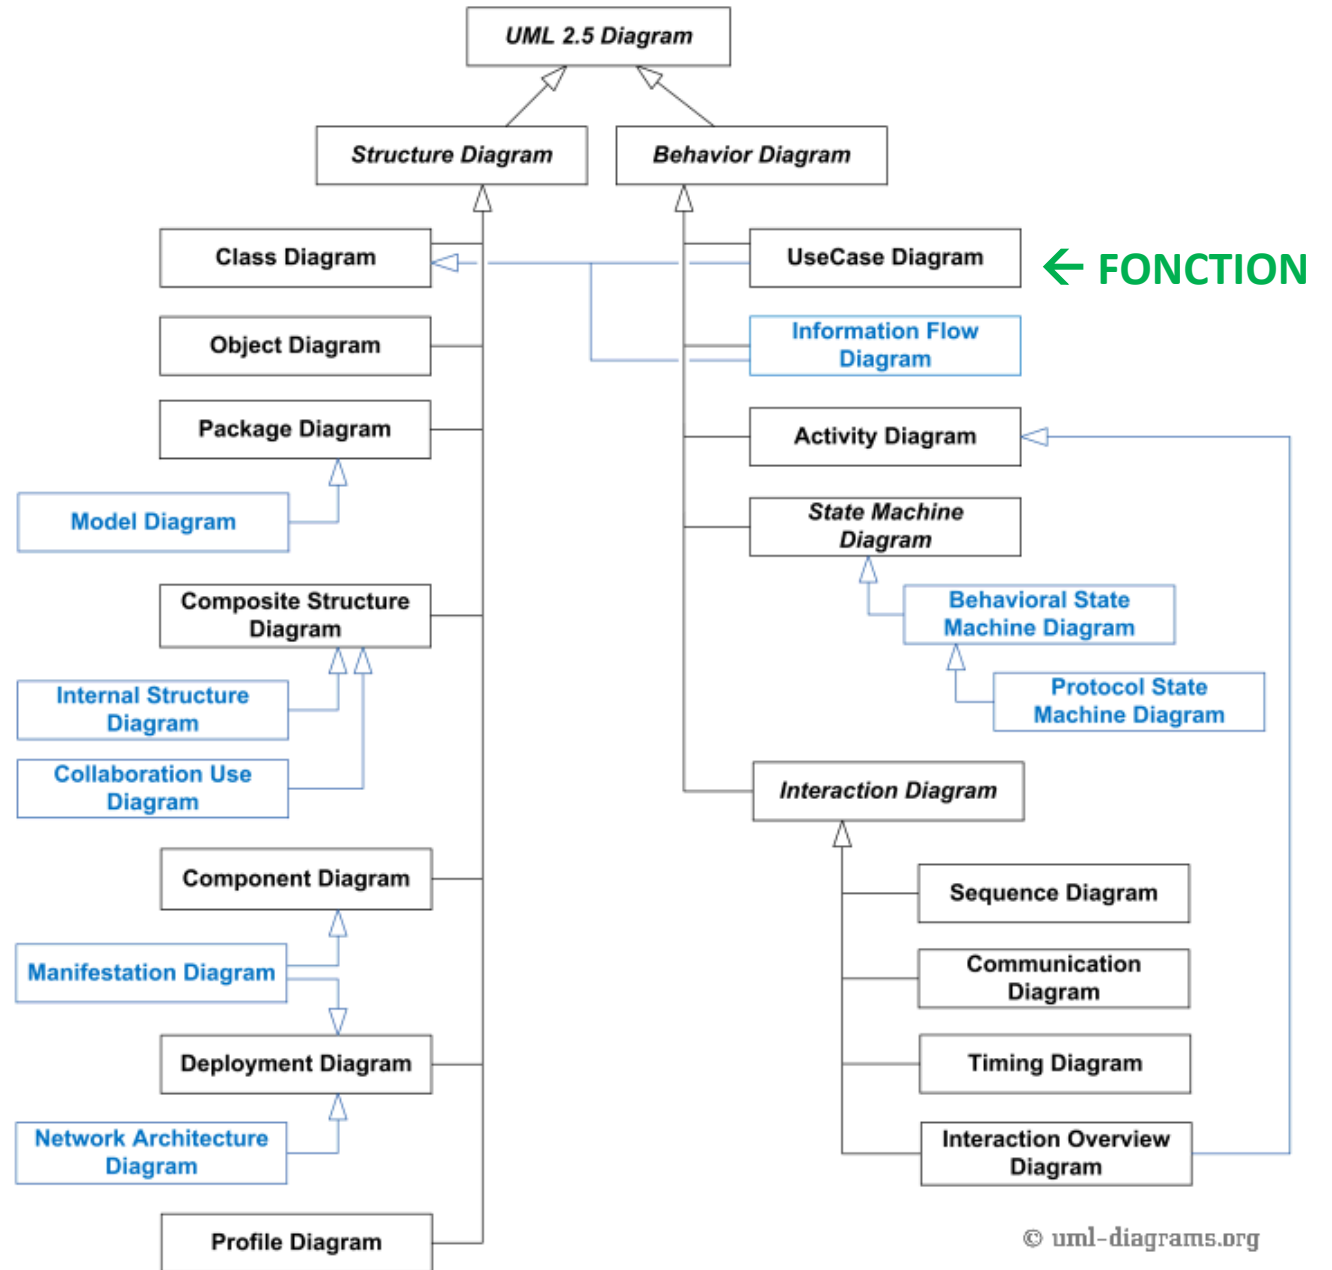 UML 2.5 Diagram
Structure Diagram
Behavior Diagram
Class Diagram
UseCase Diagram
← FONCTION
Object Diagram
Information Flow
Diagram
Package Diagram
Activity Diagram
Model Diagram
State Machine
Diagram
Composite Structure
Diagram
Behavioral State
Machine Diagram
Internal Structure
Diagram
Protocol State
Machine Diagram
Collaboration Use
Diagram
Interaction Diagram
Component Diagram
Sequence Diagram
Manifestation Diagram
Communication
Diagram
Deployment Diagram
Timing Diagram
Network Architecture
Diagram
Interaction Overview
Diagram
Profile Diagram
© uml-diagrams.org